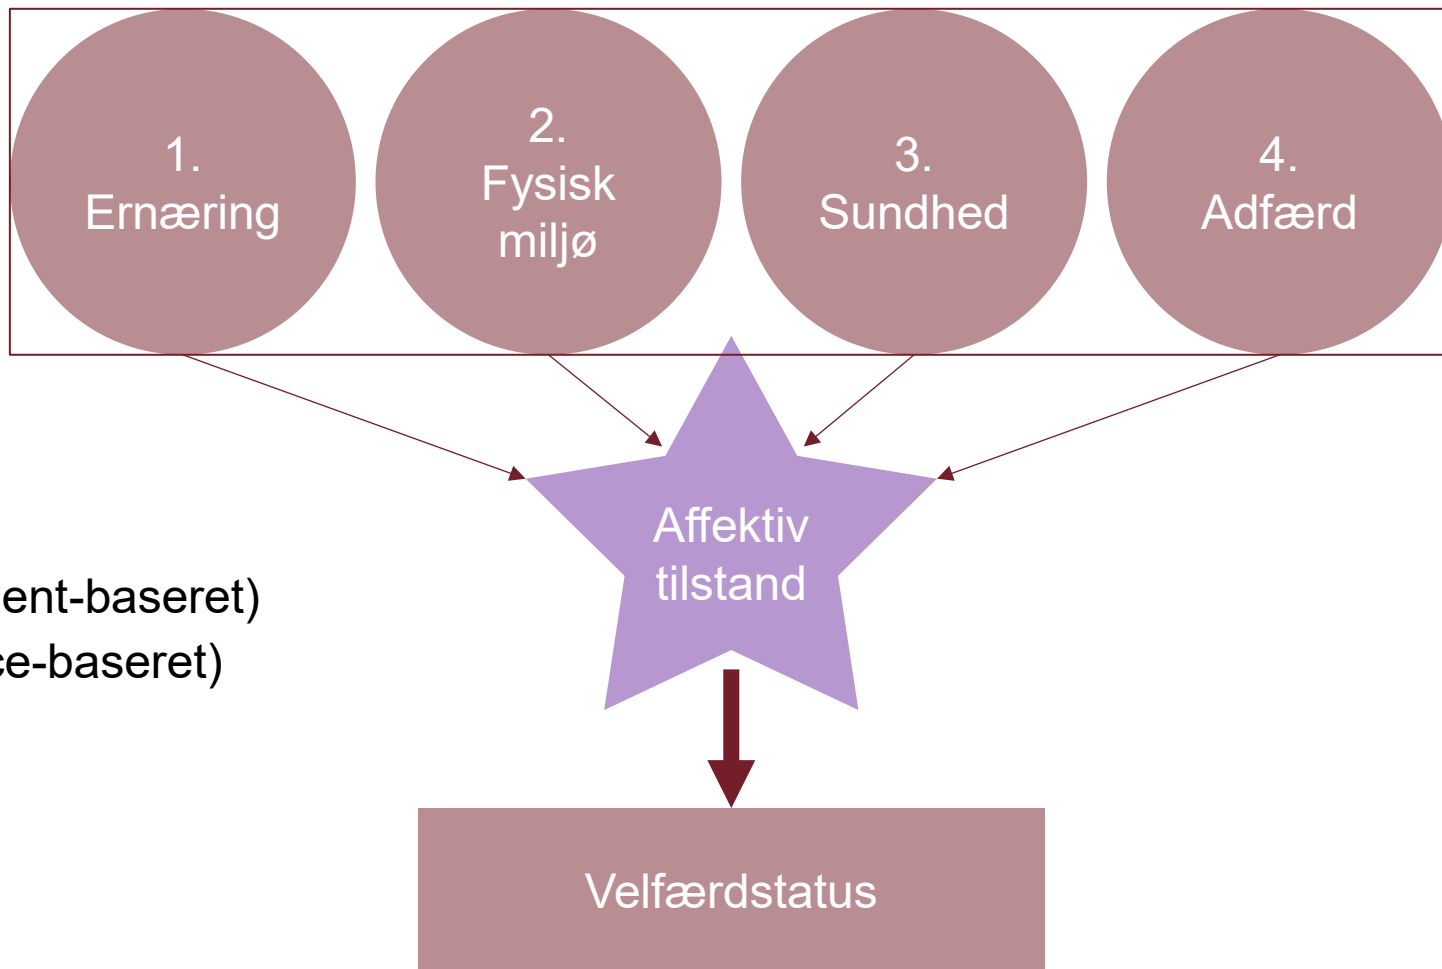 1.
Ernæring
2.
Fysisk
miljø
3.
Sundhed
4.
Adfærd
Affektiv
tilstand
ent-baseret)
ce-baseret)
Velfærdstatus